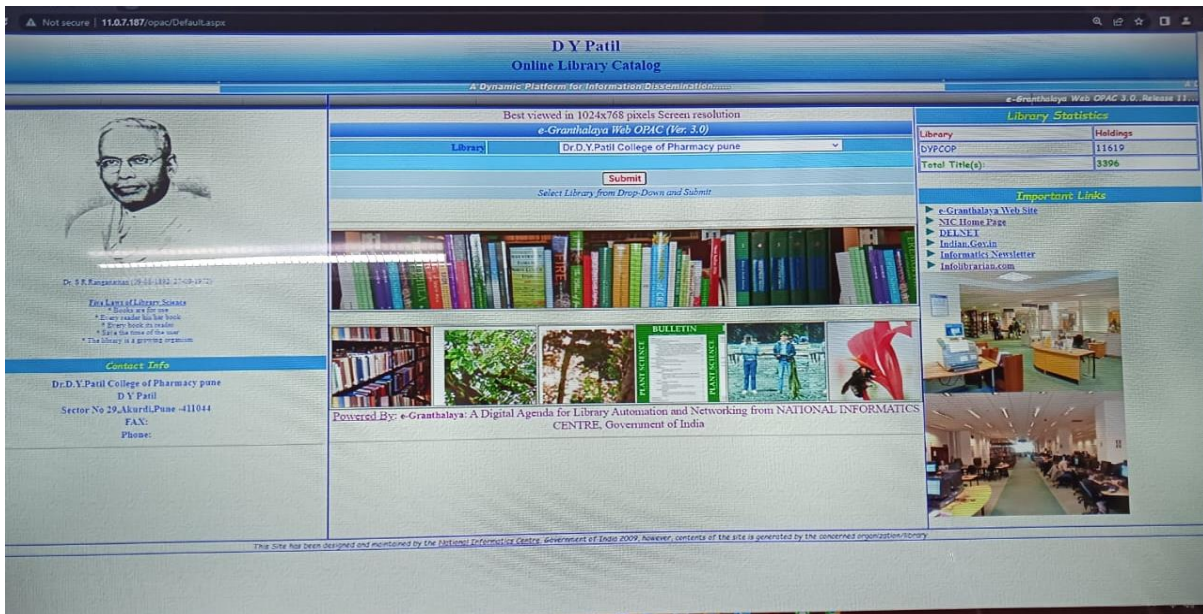 Not secure | 11.0.7.187/opac/Default.aspx
D Y Patil
Online Library Catalog
A Dynamic Platform for Information Dissemination......
e-Granthalaya Web OPAC 3.0..Release 11...
Dr. S R Ranganathan
Five Laws of Library Science
* Books are for use
* Every reader his/her book
* Every book its reader
* Save the time of the user
* The library is a growing organism
Contact Info
Dr.D.Y.Patil College of Pharmacy pune
D Y Patil
Sector No 29,Akurdi,Pune -411044
FAX:
Phone:
Best viewed in 1024x768 pixels Screen resolution
e-Granthalaya Web OPAC (Ver. 3.0)
Library Dr.D.Y.Patil College of Pharmacy pune
Submit
Select Library from Drop-Down and Submit
BULLETIN
PLANT SCIENCE
PLANT SCIENCE
Powered By: e-Granthalaya: A Digital Agenda for Library Automation and Networking from NATIONAL INFORMATICS
CENTRE, Government of India
Library Statistics
Library Holdings
DYPCOP 11619
Total Title(s): 3396
Important Links
e-Granthalaya Web Site
NIC Home Page
DELNET
Indian.Gov.in
Informatics Newsletter
Infolibrarian.com
This Site has been designed and maintained by the National Informatics Centre, Government of India 2009, however, contents of the site is generated by the concerned organization/library